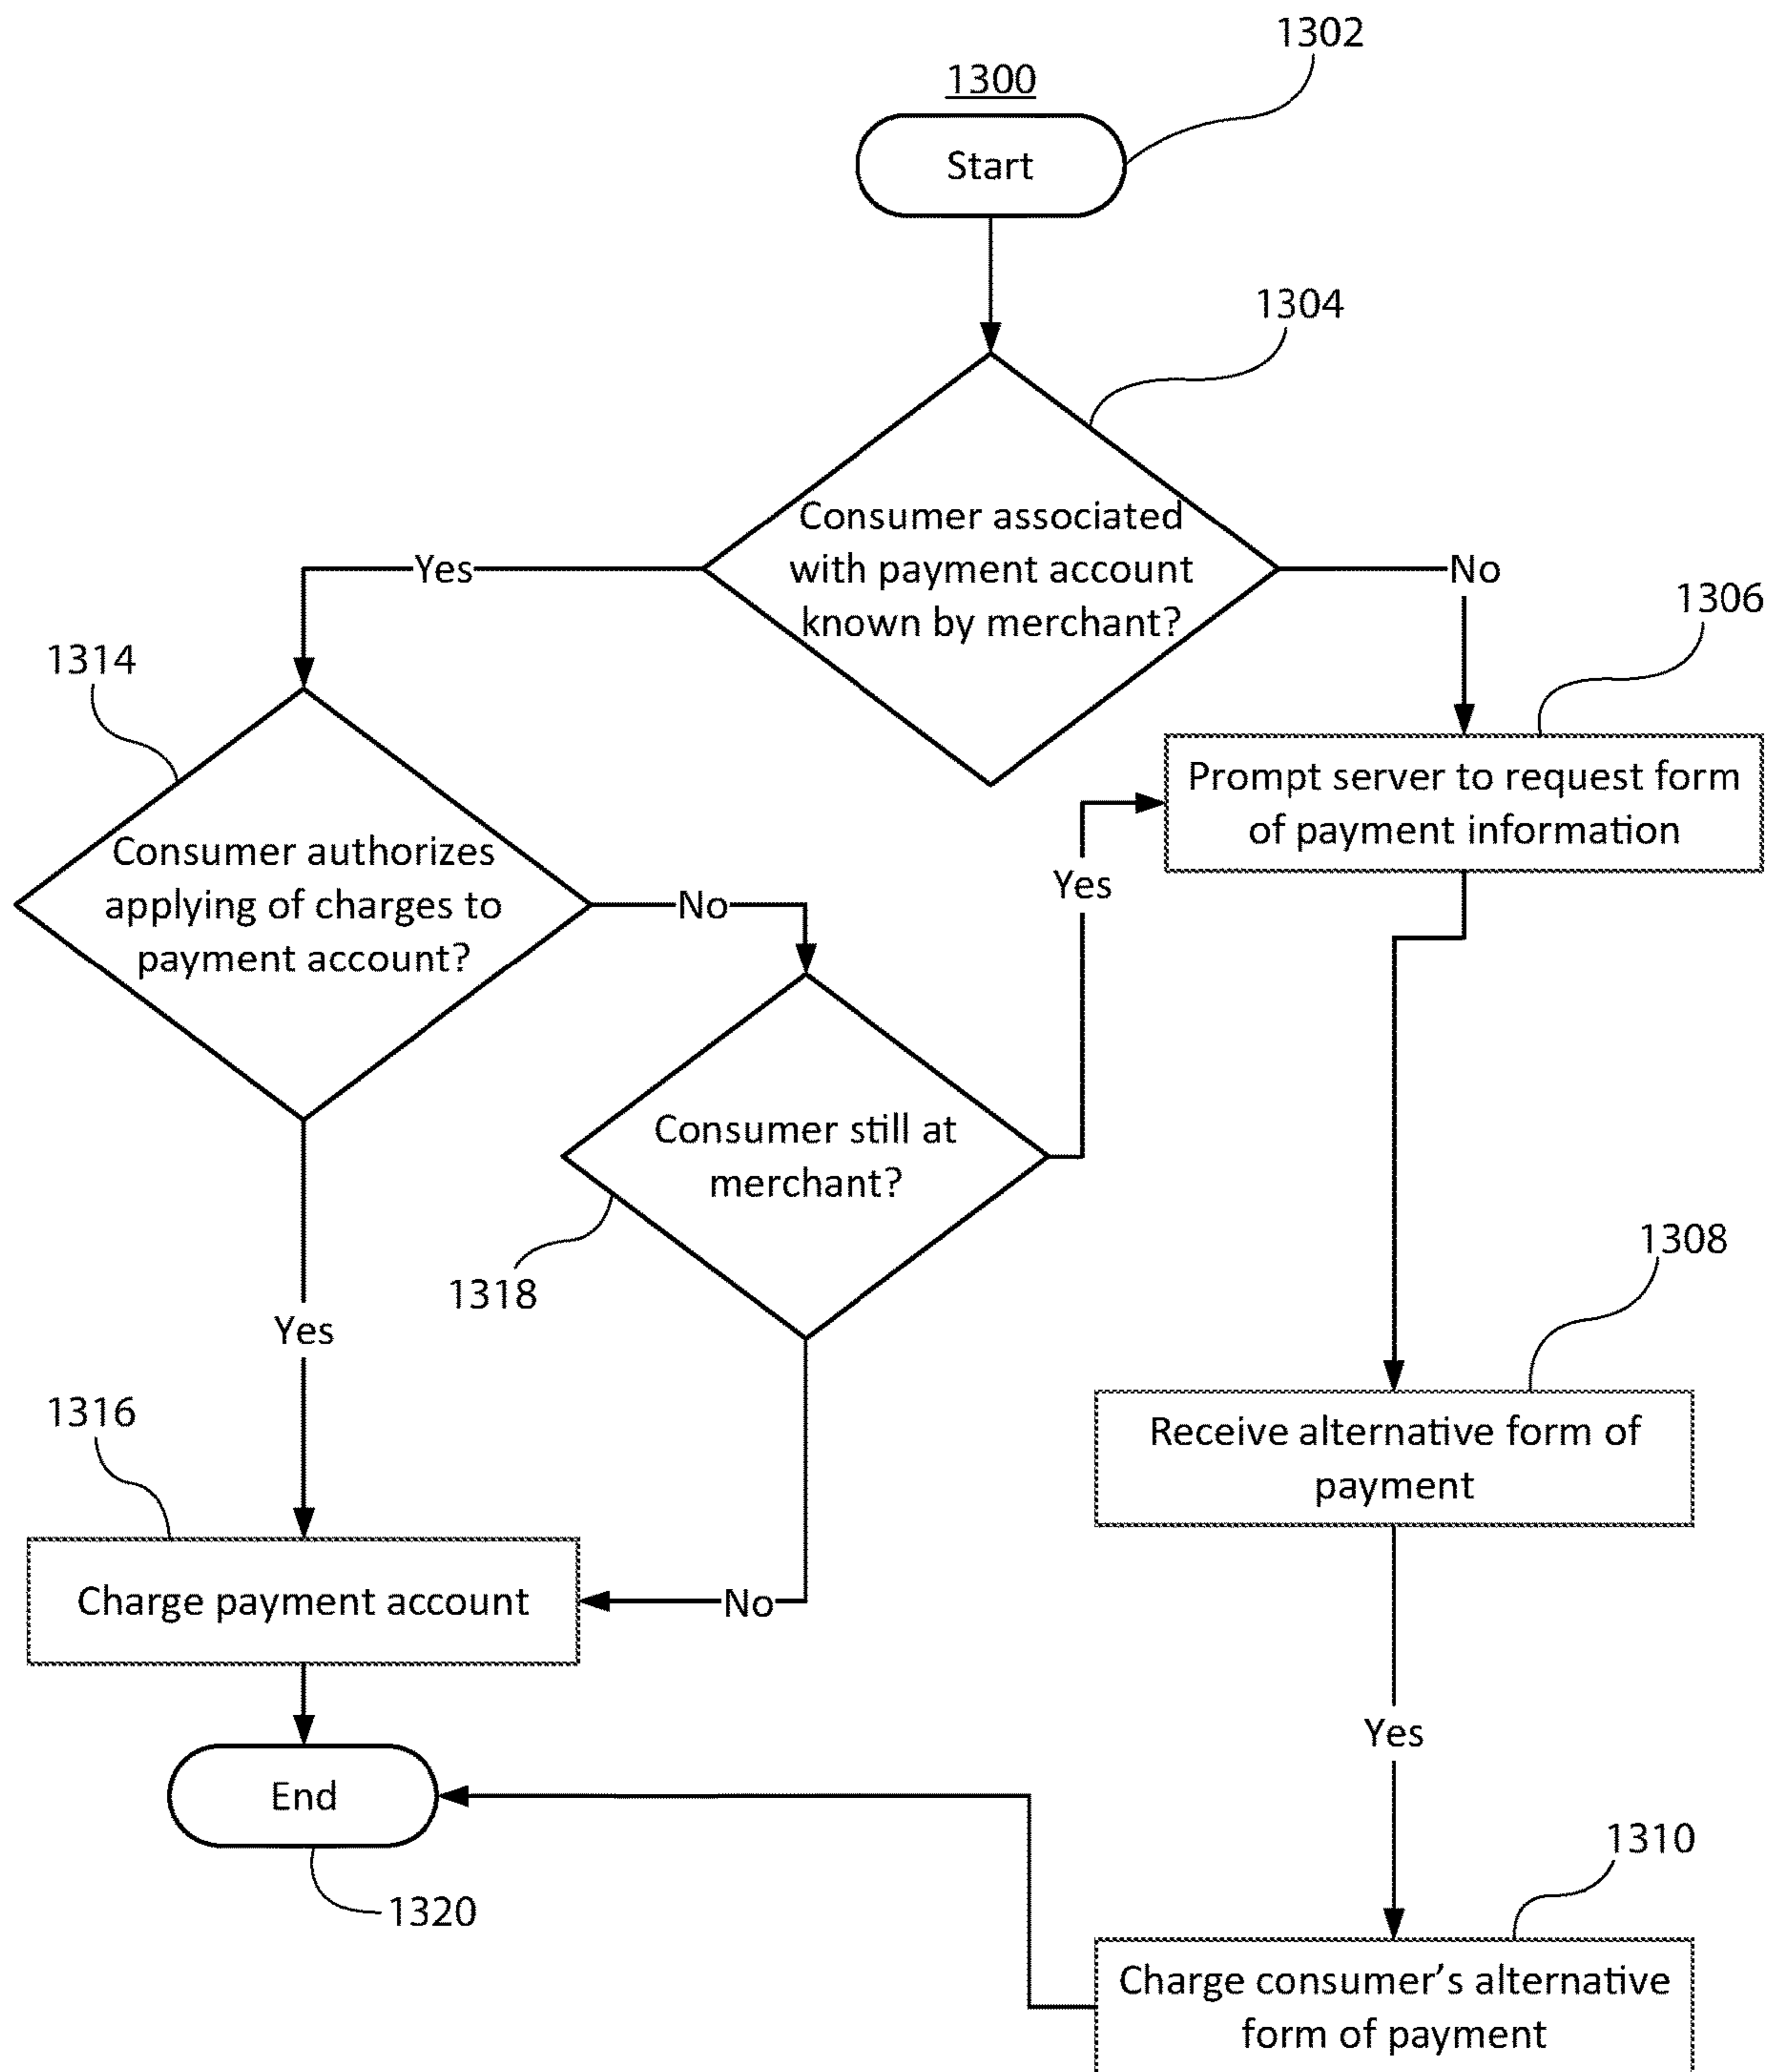 1302
1300
Start
1304
Consumer associated
with payment account
known by merchant?
Yes
No
1306
1314
Prompt server to request form
of payment information
Consumer authorizes
applying of charges to
payment account?
No
Yes
Consumer still at
merchant?
1318
1308
Yes
Receive alternative form of
payment
1316
Charge payment account
No
Yes
End
1320
1310
Charge consumer’s alternative
form of payment